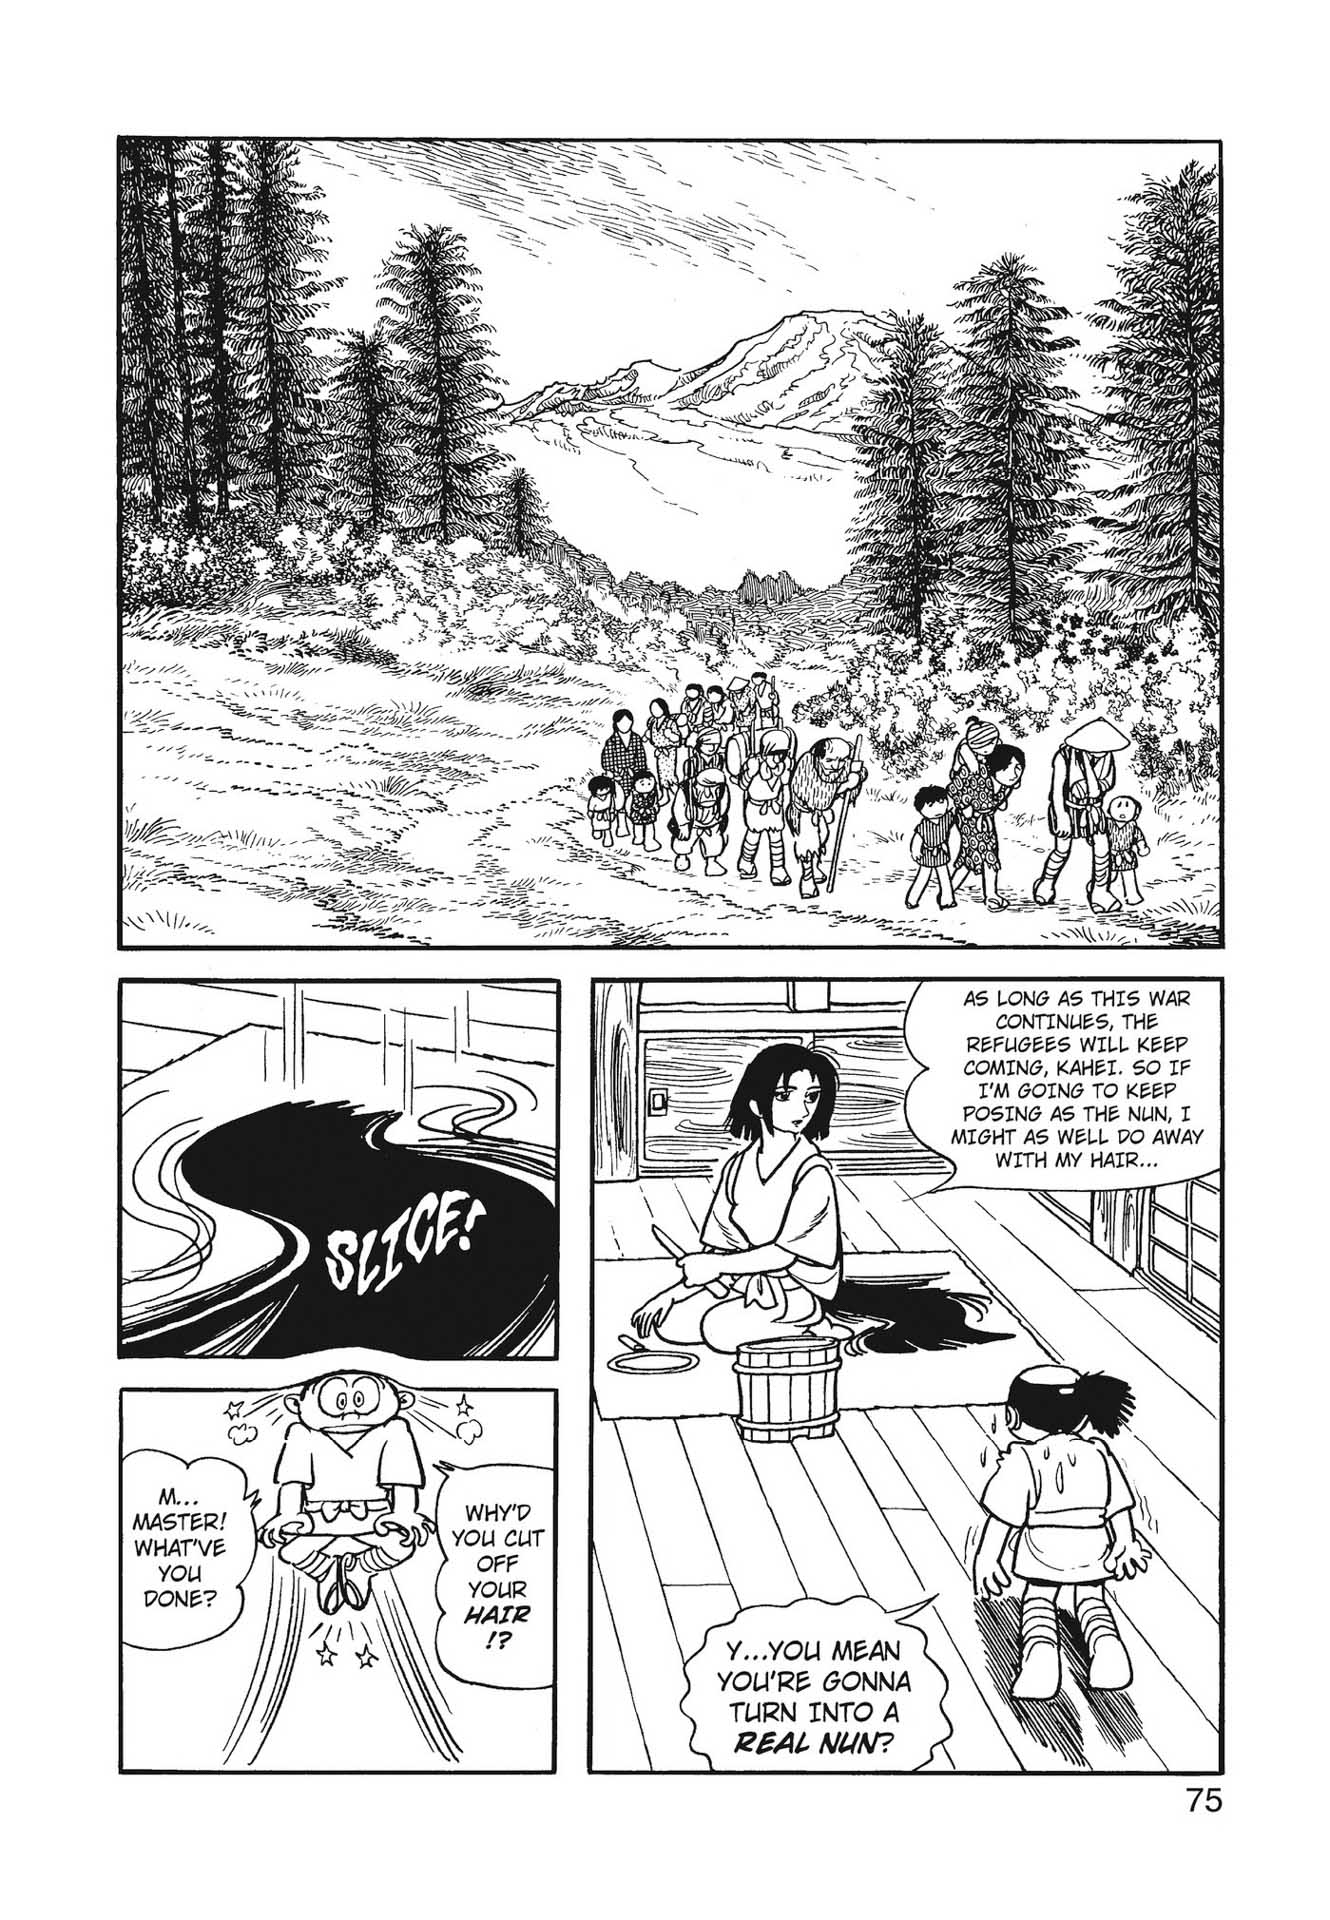 SLICE!
M...
MASTER!
WHAT'VE
YOU
DONE?
WHY'D
YOU CUT
OFF
YOUR
HAIR
!?
AS LONG AS THIS WAR
CONTINUES, THE
REFUGEES WILL KEEP
COMING, KAHEI. SO IF
I'M GOING TO KEEP
POSING AS THE NUN, I
MIGHT AS WELL DO AWAY
WITH MY HAIR...
Y...YOU MEAN
YOU'RE GONNA
TURN INTO A
REAL NUN?
75